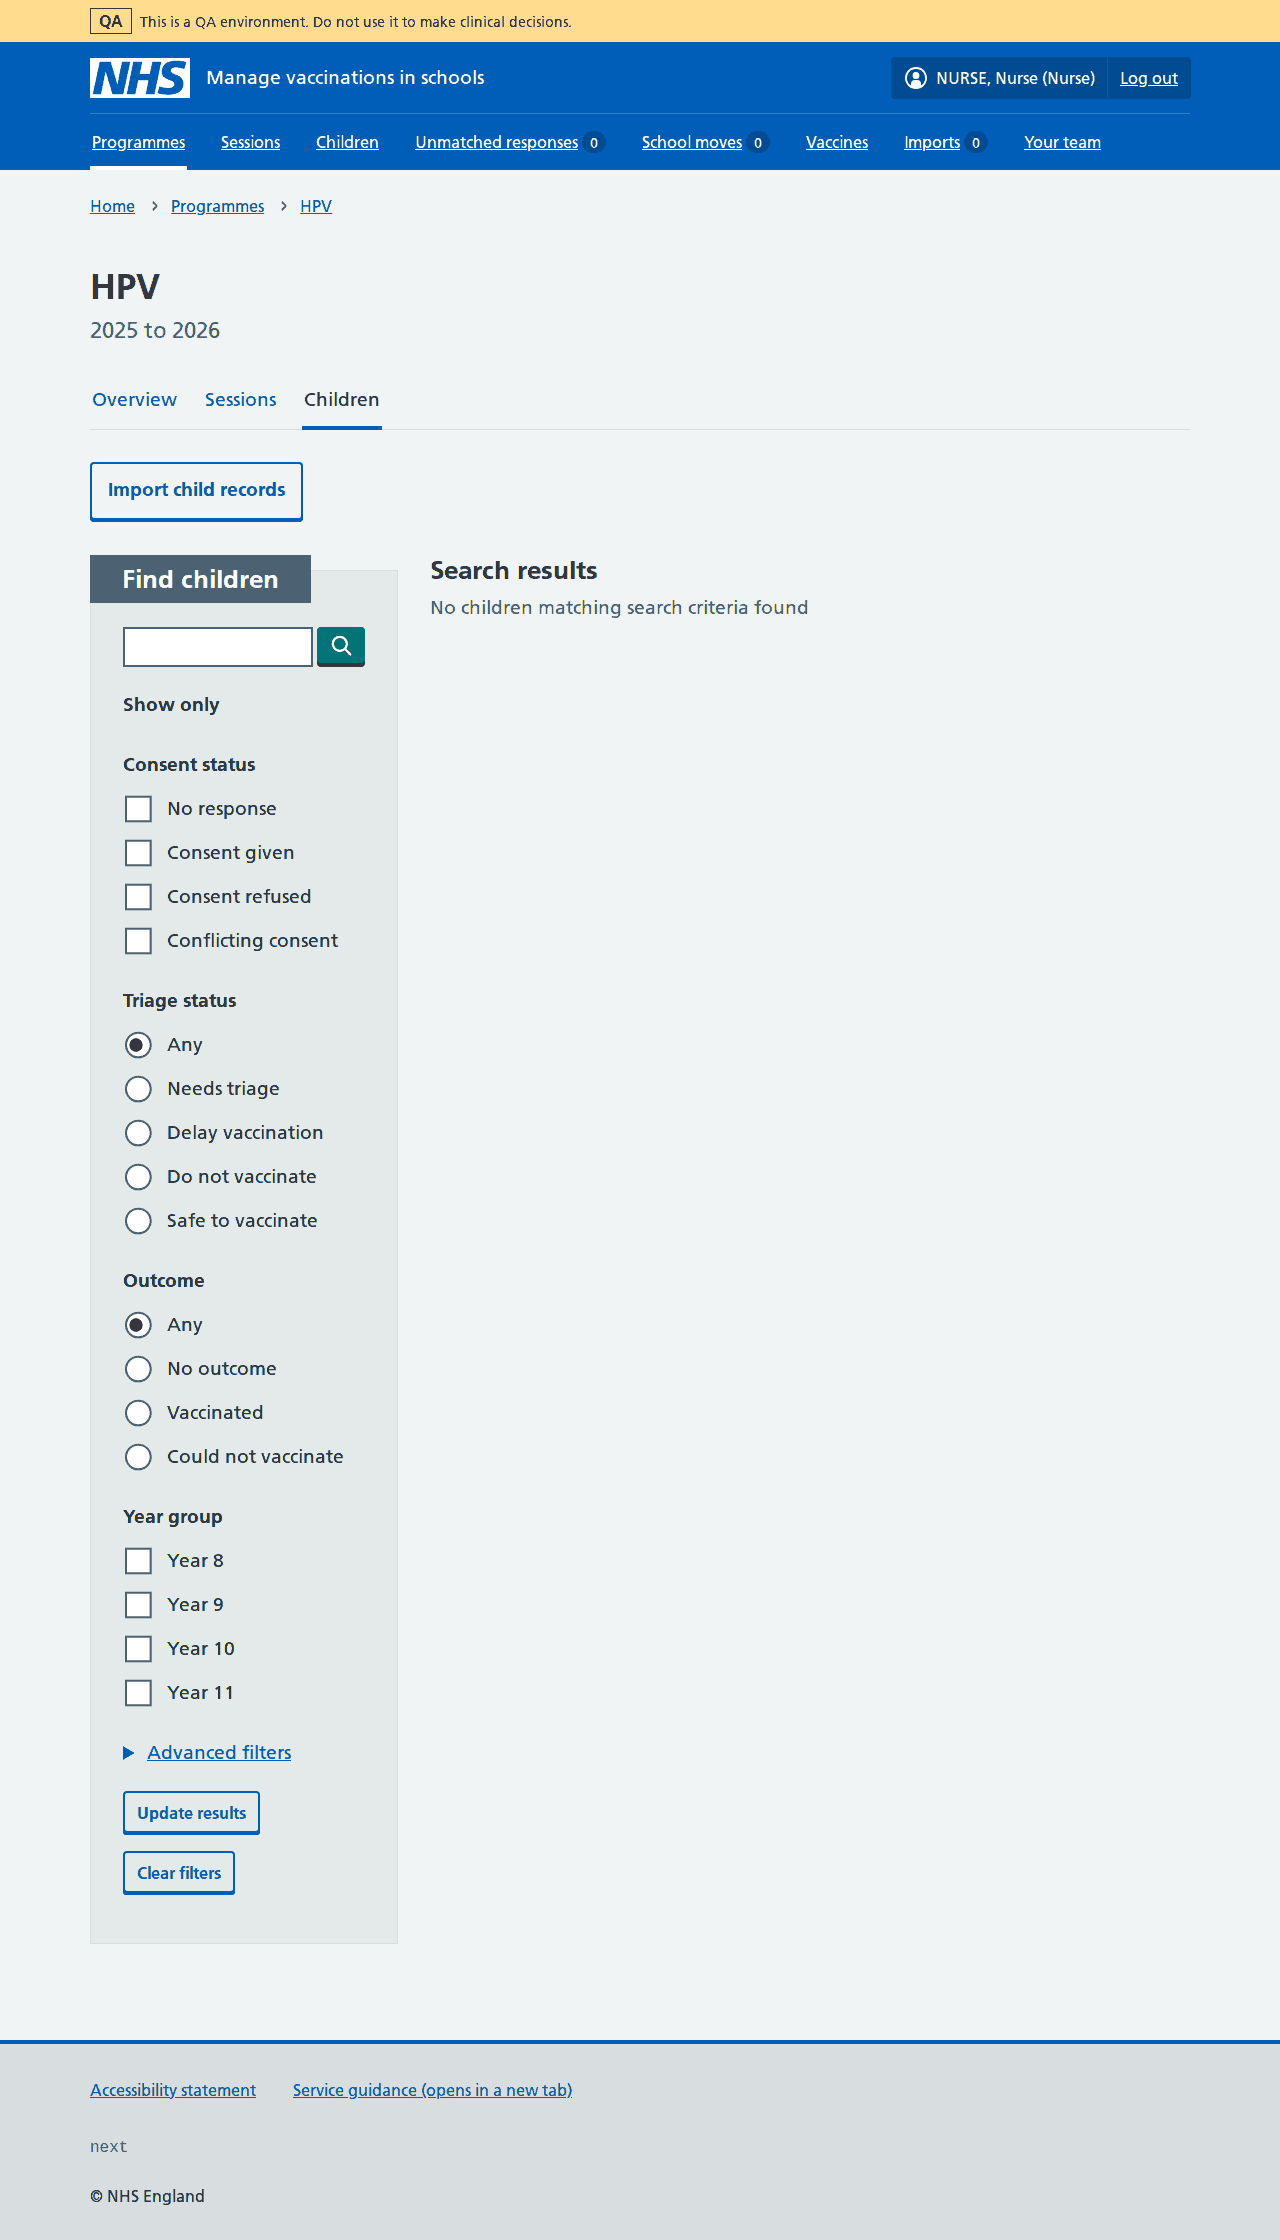 QA This is a QA environment. Do not use it to make clinical decisions.
NHS Manage vaccinations in schools NURSE, Nurse (Nurse) Log out
Programmes Sessions Children Unmatched responses 0 School moves 0 Vaccines Imports 0 Your team
Home Programmes HPV
HPV
2025 to 2026
Overview Sessions Children
Import child records
Find children
Show only
Consent status
No response
Consent given
Consent refused
Conflicting consent
Triage status
Any
Needs triage
Delay vaccination
Do not vaccinate
Safe to vaccinate
Outcome
Any
No outcome
Vaccinated
Could not vaccinate
Year group
Year 8
Year 9
Year 10
Year 11
Advanced filters
Update results
Clear filters
Search results
No children matching search criteria found
Accessibility statement Service guidance (opens in a new tab)
next
© NHS England